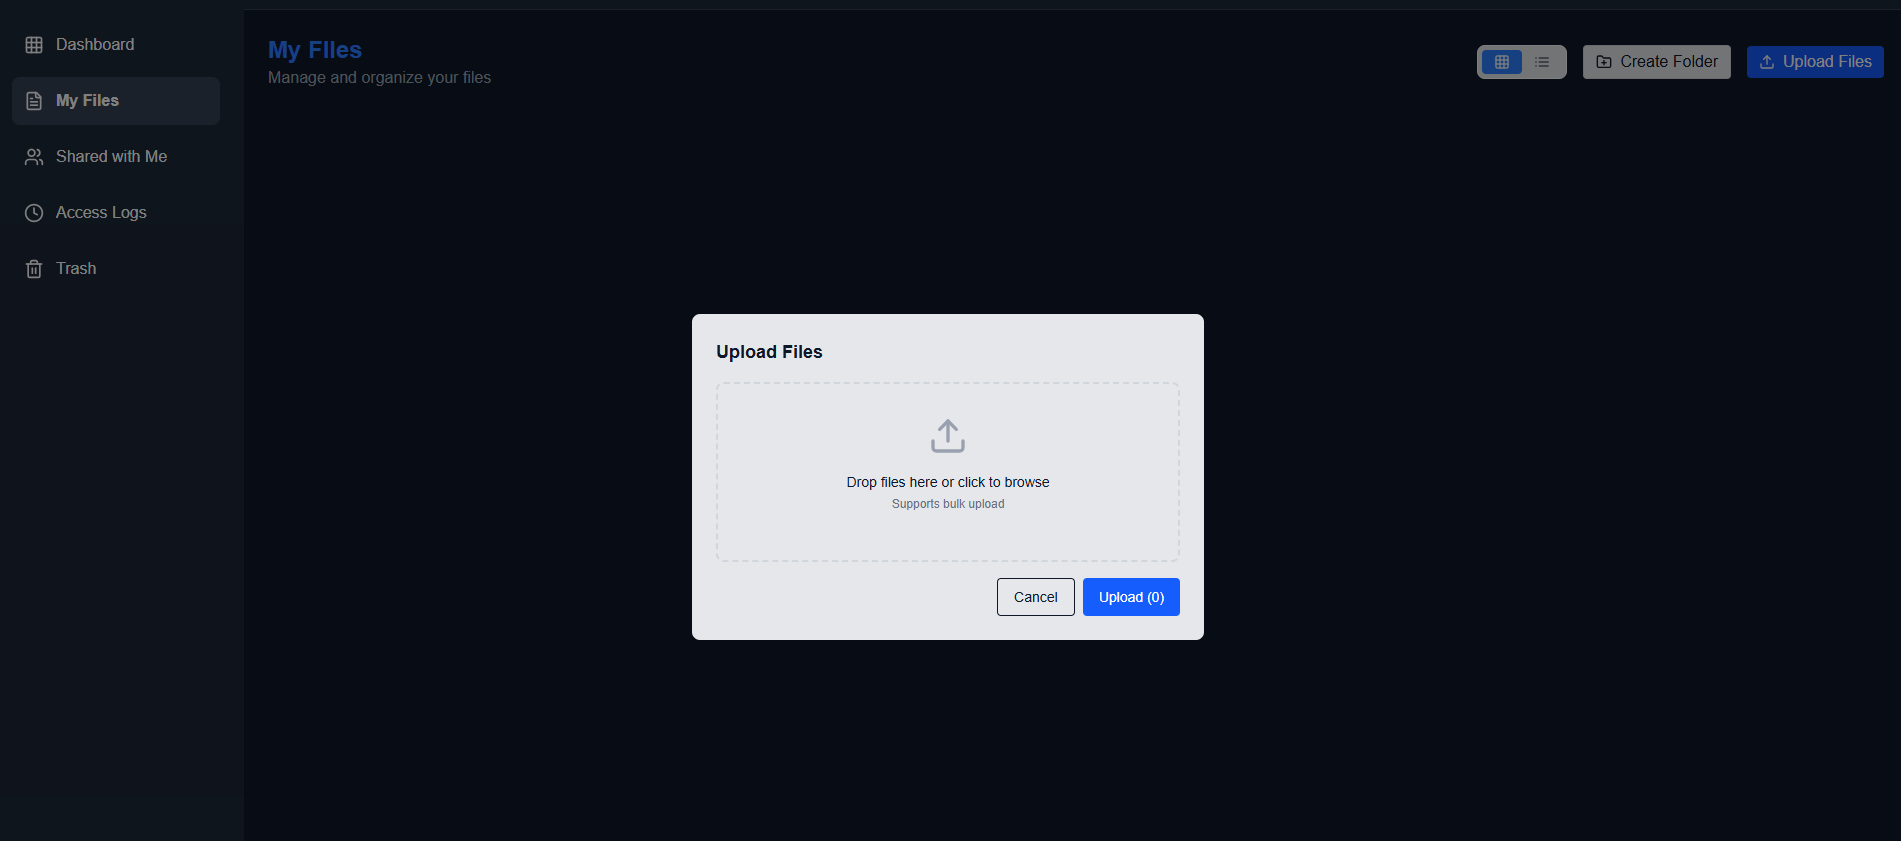 Dashboard
My Files
Shared with Me
Access Logs
Trash
My FIles
Manage and organize your files
Create Folder
Upload Files
Upload Files
Drop files here or click to browse
Supports bulk upload
Cancel
Upload (0)